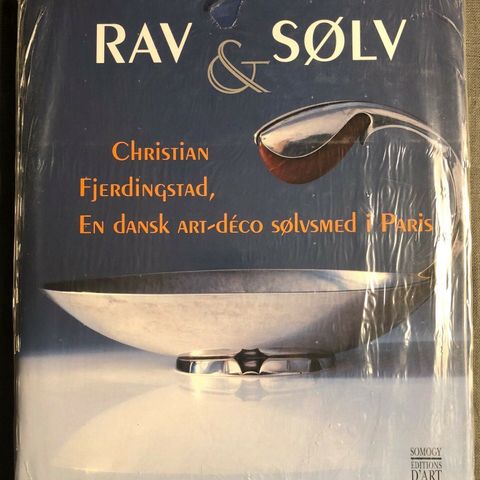 RAV & SØLV
Christian
Fjerdingstad,
En dansk art-déco sølvsmed i Paris
SOMOGY
ÉDITIONS
D'ART